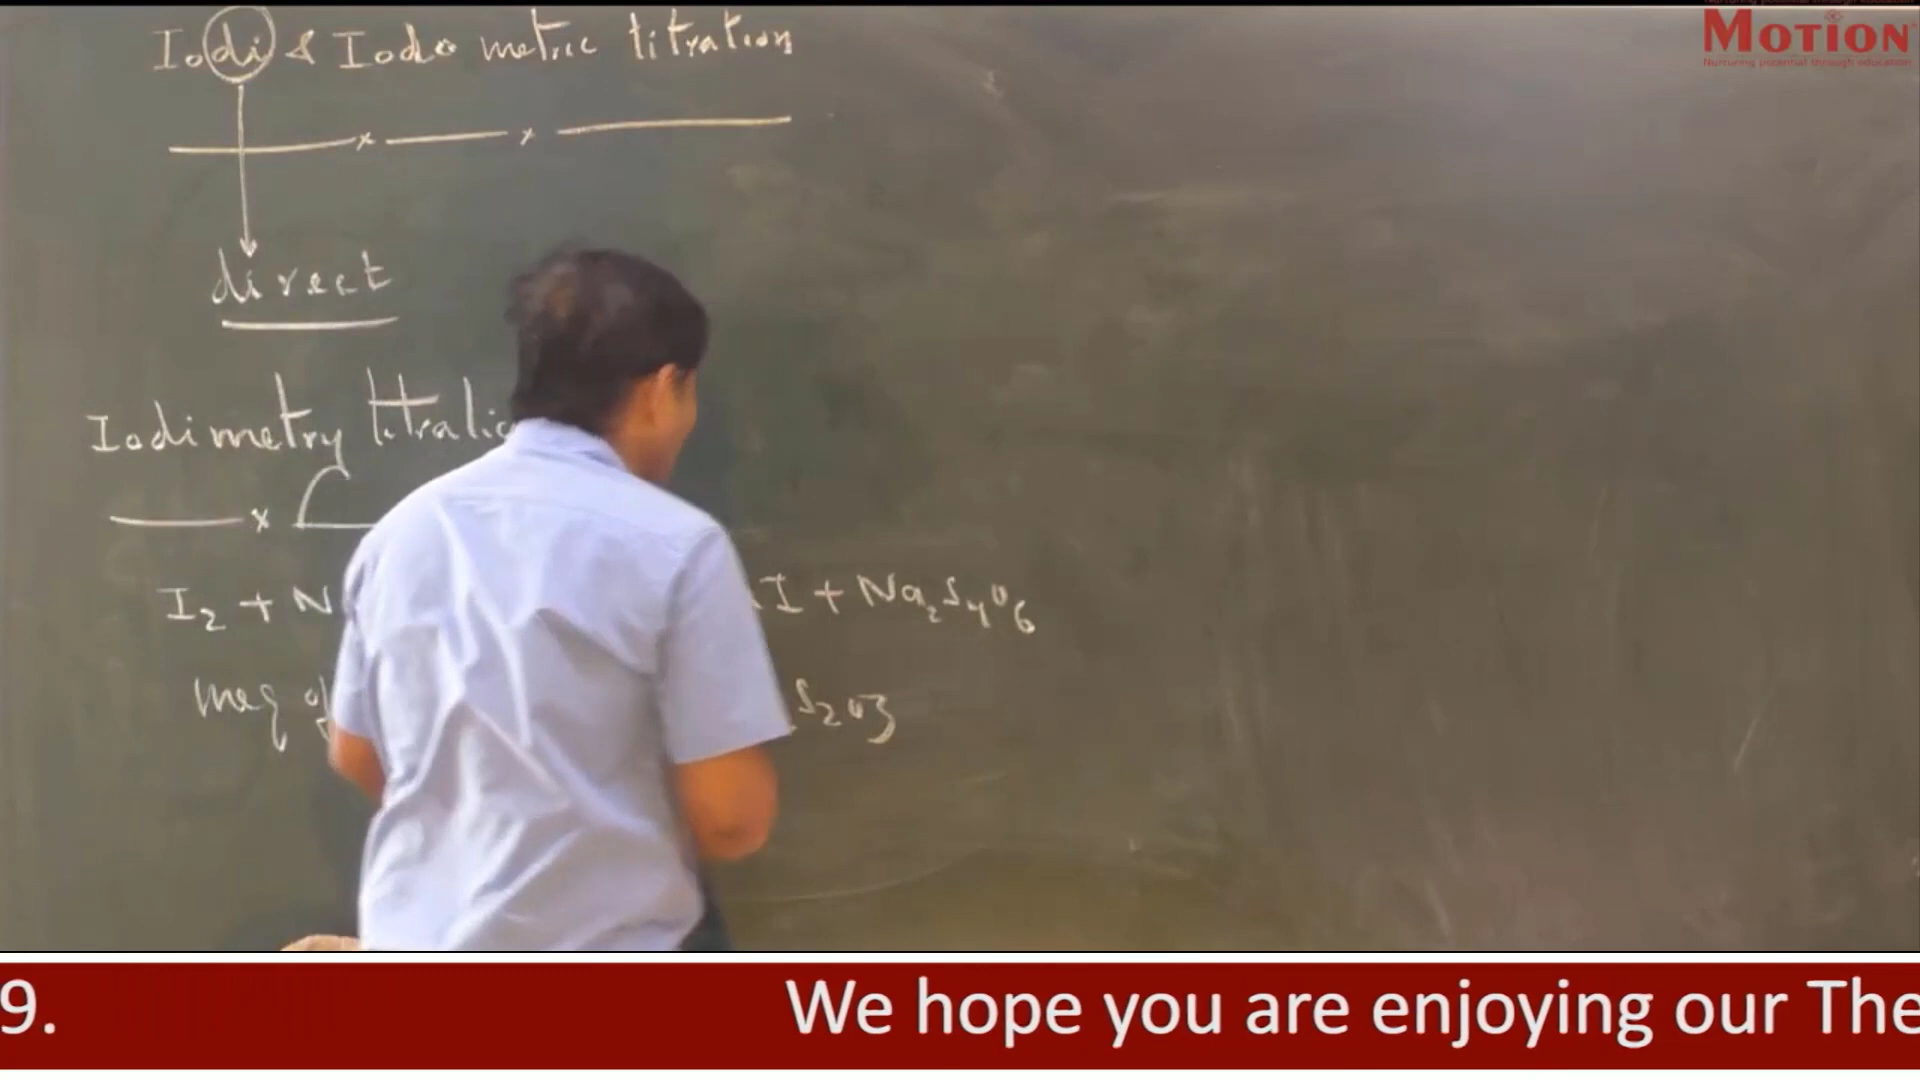 MOTION
Nurturing potential through education
Iodi & Iodo metric titration
direct
Iodimetry
I2 + N I + Na2S4O6
meq of S2O3
9. We hope you are enjoying our The